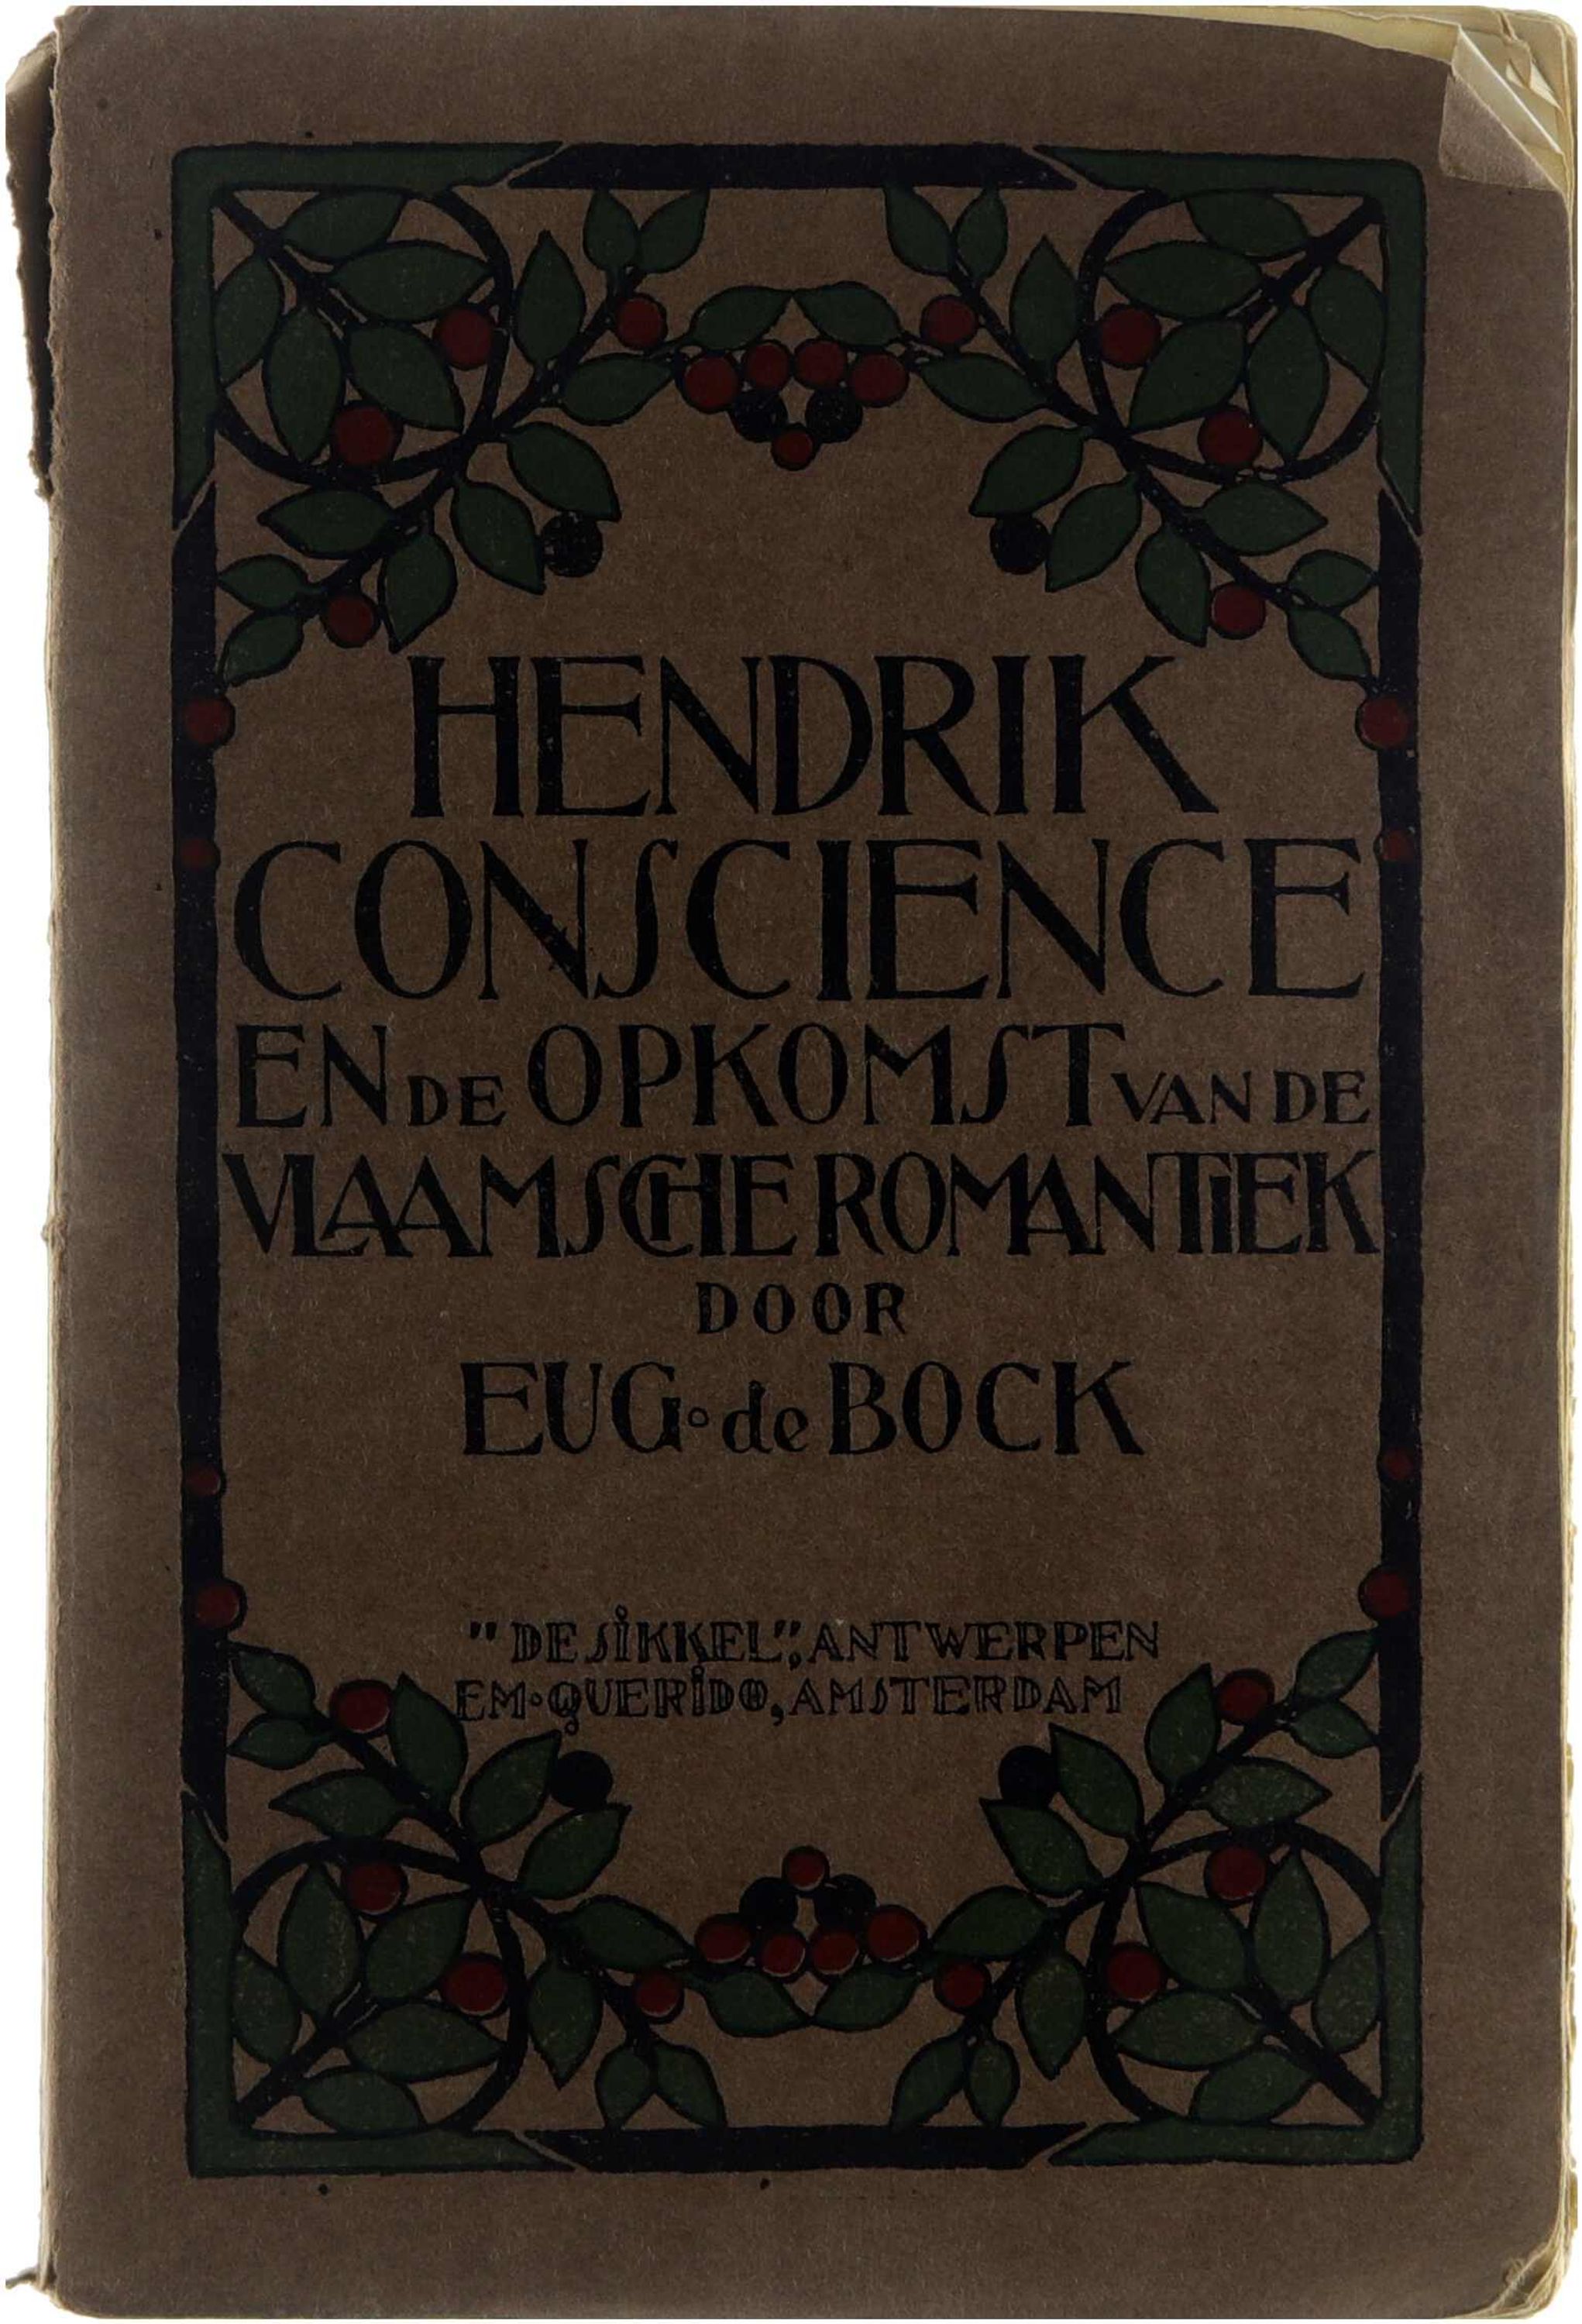 HENDRIK
CONSCIENCE
EN DE OPKOMST VAN DE
VLAAMSCHE ROMANTIEK
DOOR
EUG. de BOCK
"DE SIKKEL", ANTWERPEN
EM. QUERIDO, AMSTERDAM